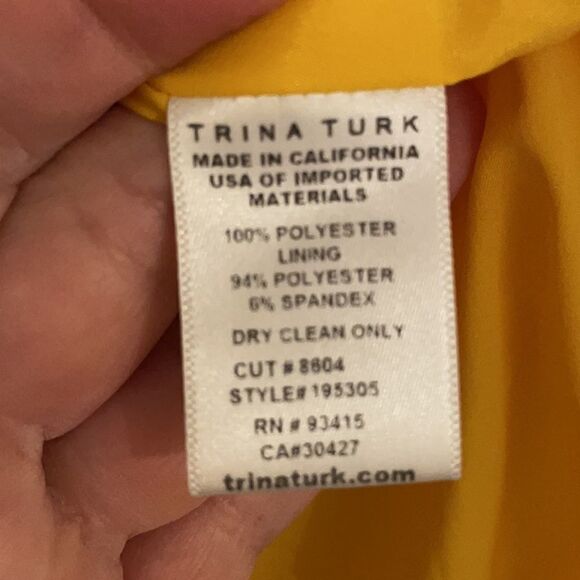 TRINA TURK
MADE IN CALIFORNIA
USA OF IMPORTED
MATERIALS
100% POLYESTER
LINING
94% POLYESTER
6% SPANDEX
DRY CLEAN ONLY
CUT # 8604
STYLE# 195305
RN # 93415
CA#30427
trinaturk.com